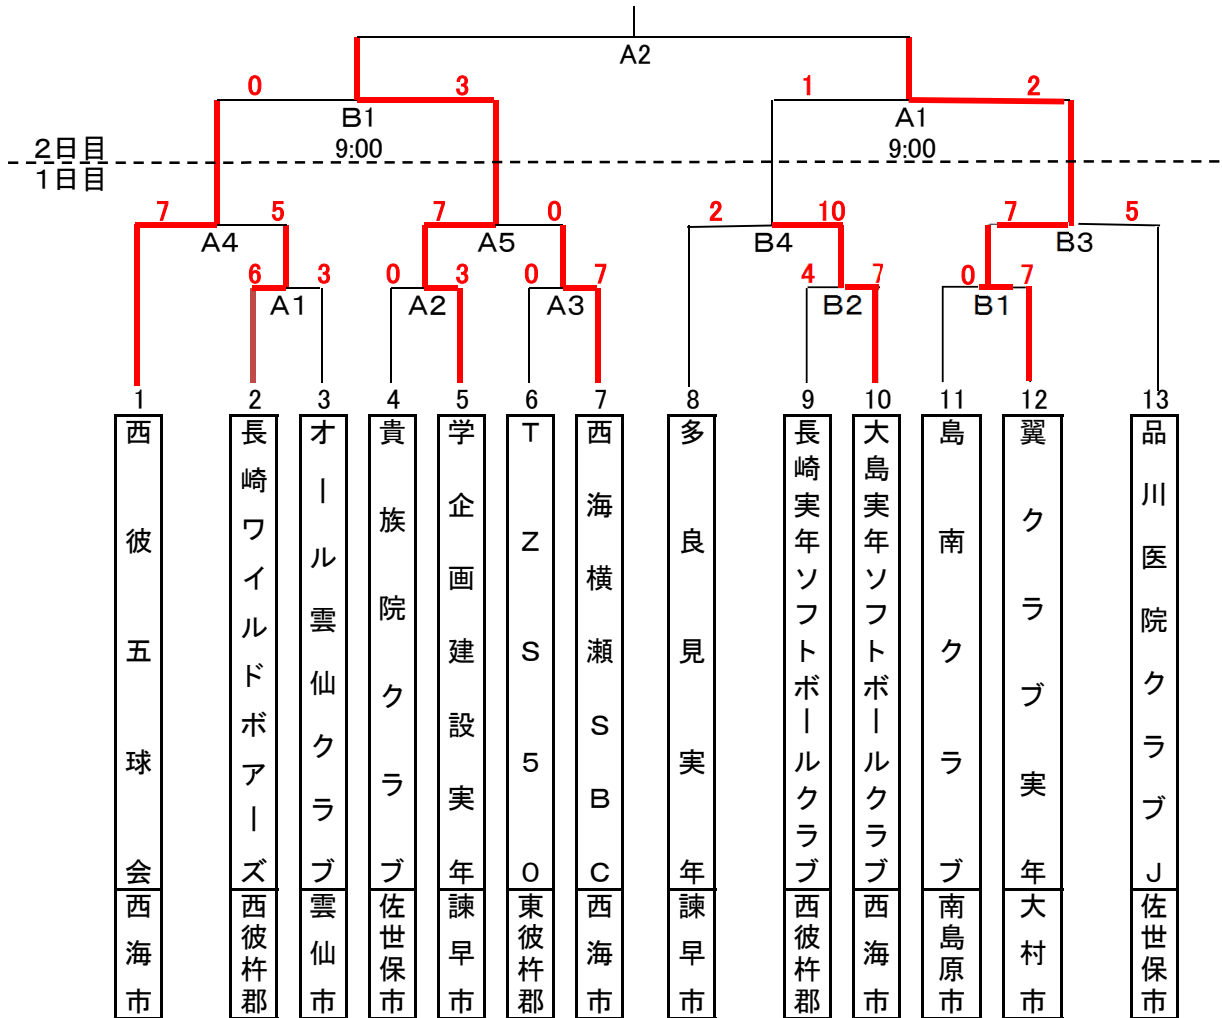 A2
0 3 1 2
B1 A1
2日目 9:00 9:00
1日目
7 5 7 0 2 10 7 5
A4 A5 B4 B3
6 3 0 3 0 7 4 7 0 7
A1 A2 A3 B2 B1
1 2 3 4 5 6 7 8 9 10 11 12 13
西彼五球会
長崎ワイルドボアーズ
オール雲仙クラブ
貴族院クラブ
学企画建設実年
TZS50
西海横瀬SBC
多良見実年
長崎実年ソフトボールクラブ
大島実年ソフトボールクラブ
島南クラブ
翼クラブ実年
品川医院クラブJ
西海市
西彼杵郡
雲仙市
佐世保市
諫早市
東彼杵郡
西海市
諫早市
西彼杵郡
西海市
南島原市
大村市
佐世保市